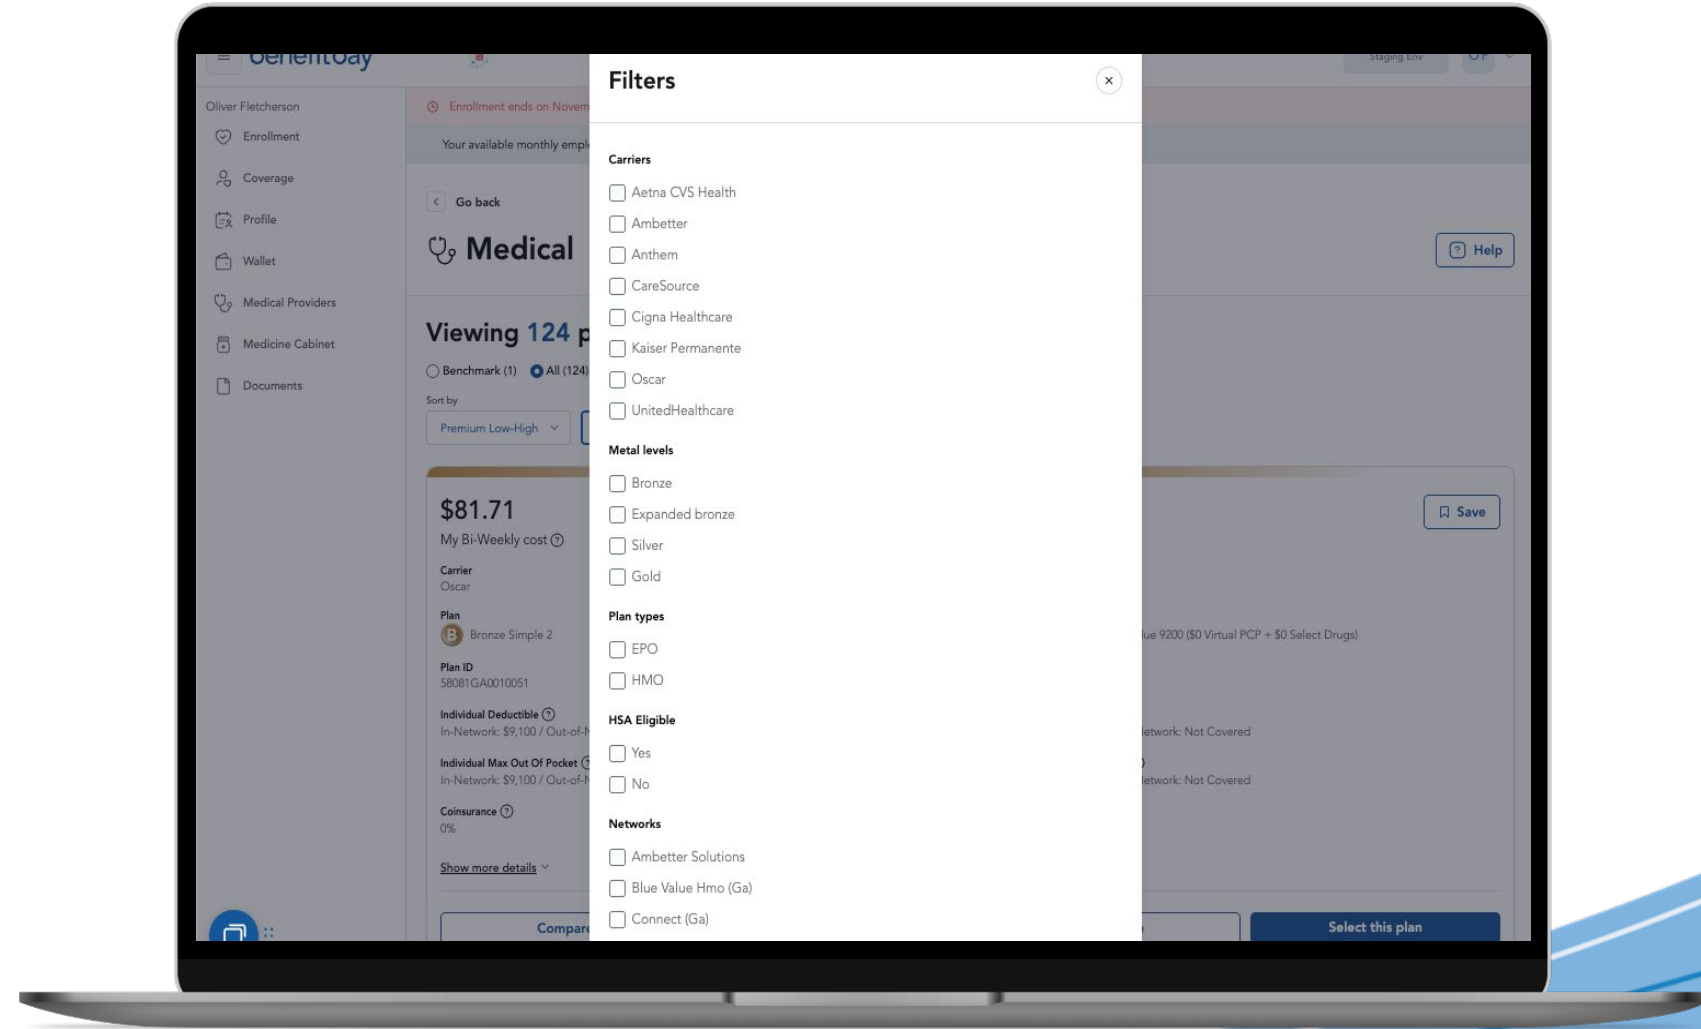 benefitbay
Staging Env
OF
Oliver Fletcherson
Enrollment
Coverage
Profile
Wallet
Medical Providers
Medicine Cabinet
Documents
Enrollment ends on Novem
Your available monthly empl
Go back
Medical
Help
Viewing 124 p
Benchmark (1) All (124)
Sort by
Premium Low-High
$81.71
My Bi-Weekly cost
Carrier
Oscar
Plan
B Bronze Simple 2
Plan ID
58081GA0010051
Individual Deductible
In-Network: $9,100 / Out-of-N
Individual Max Out Of Pocket
In-Network: $9,100 / Out-of-N
Coinsurance
0%
Show more details
Compare
Filters
Carriers
Aetna CVS Health
Ambetter
Anthem
CareSource
Cigna Healthcare
Kaiser Permanente
Oscar
UnitedHealthcare
Metal levels
Bronze
Expanded bronze
Silver
Gold
Plan types
EPO
HMO
HSA Eligible
Yes
No
Networks
Ambetter Solutions
Blue Value Hmo (Ga)
Connect (Ga)
Save
lue 9200 ($0 Virtual PCP + $0 Select Drugs)
etwork: Not Covered
etwork: Not Covered
Select this plan